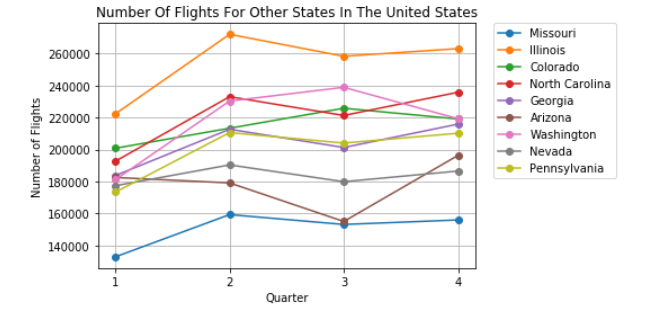 Number Of Flights For Other States In The United States
Number of Flights
260000
240000
220000
200000
180000
160000
140000
1 2 3 4
Quarter
Missouri
Illinois
Colorado
North Carolina
Georgia
Arizona
Washington
Nevada
Pennsylvania